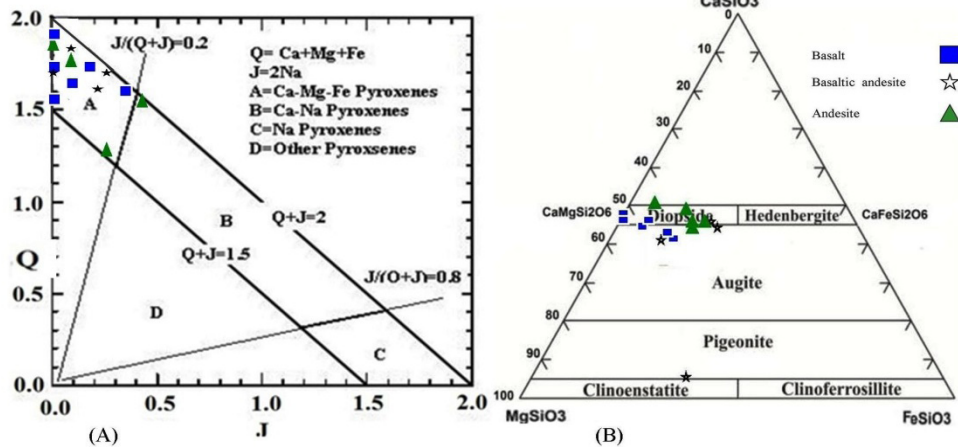 2.0
1.5
1.0
0.5
0.0
Q
0.0
0.5
1.0
1.5
2.0
J
J/(Q+J)=0.2
Q= Ca+Mg+Fe
J=2Na
A=Ca-Mg-Fe Pyroxenes
B=Ca-Na Pyroxenes
C=Na Pyroxenes
D=Other Pyroxsenes
A
B
Q+J=2
Q+J=1.5
J/(Q+J)=0.8
D
C
(A)
CaSiO3
10
20
30
40
50
60
70
80
90
100
Basalt
Basaltic andesite
Andesite
CaMgSi2O6
Diopside
Hedenbergite
CaFeSi2O6
Augite
Pigeonite
Clinoenstatite
Clinoferrosillite
MgSiO3
FeSiO3
(B)